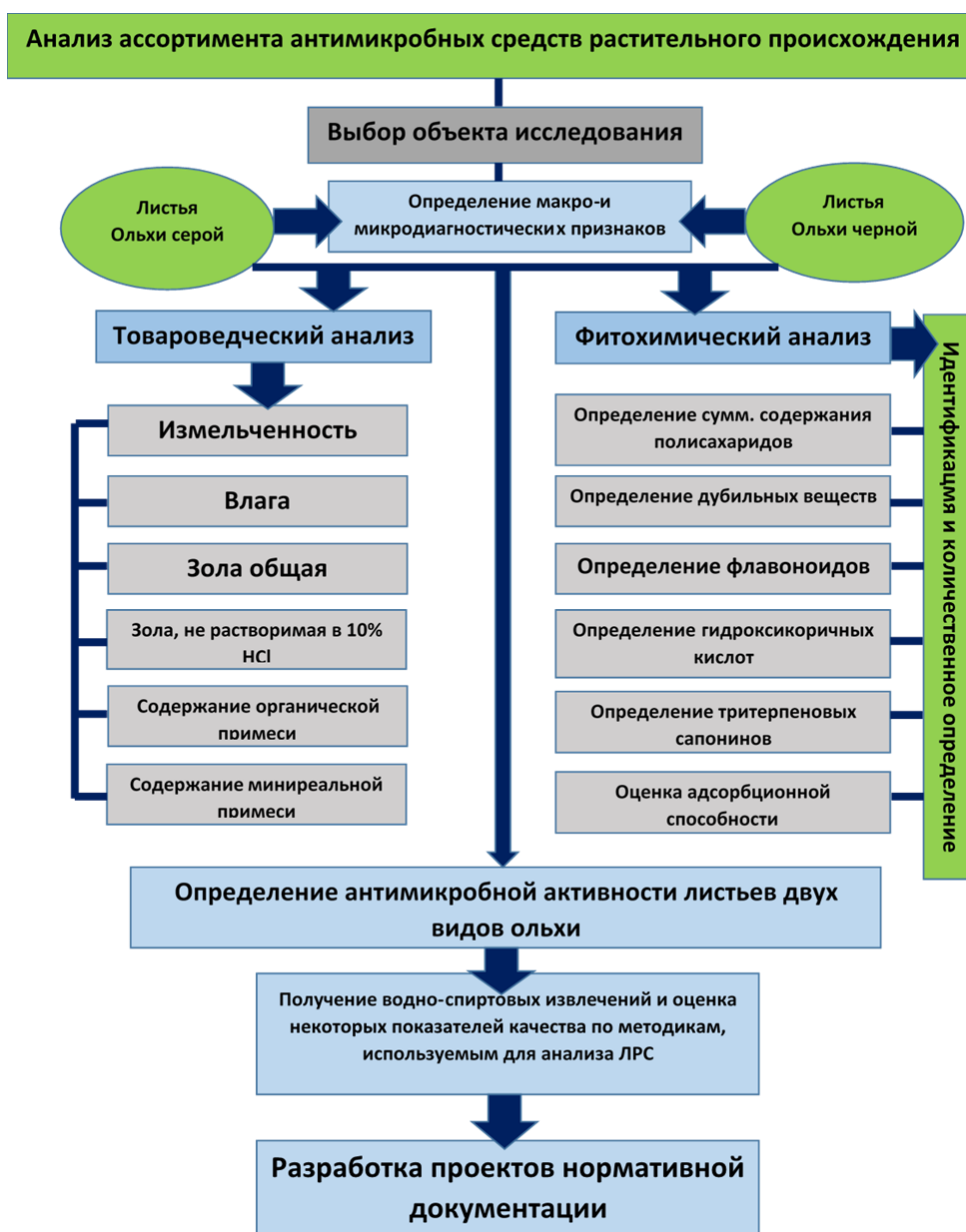 Анализ ассортимента антимикробных средств растительного происхождения
Выбор объекта исследования
Листья
Ольхи серой
Определение макро-и
микродиагностических признаков
Листья
Ольхи черной
Товароведческий анализ
Измельченность
Влага
Зола общая
Зола, не растворимая в 10%
HCl
Содержание органической
примеси
Содержание миниреальной
примеси
Фитохимический анализ
Определение сумм. содержания
полисахаридов
Определение дубильных веществ
Определение флавоноидов
Определение гидроксикоричных
кислот
Определение тритерпеновых
сапонинов
Оценка адсорбционной
способности
Идентификацмя и количественное определение
Определение антимикробной активности листьев двух
видов ольхи
Получение водно-спиртовых извлечений и оценка
некоторых показателей качества по методикам,
используемым для анализа ЛРС
Разработка проектов нормативной
документации